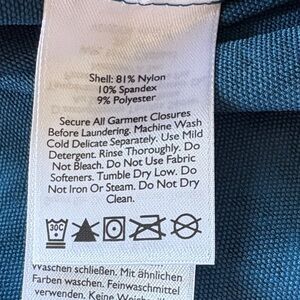 Shell: 81% Nylon
10% Spandex
9% Polyester
Secure All Garment Closures
Before Laundering. Machine Wash
Cold Delicate Separately. Use Mild
Detergent. Rinse Thoroughly. Do
Not Bleach. Do Not Use Fabric
Softeners. Tumble Dry Low. Do
Not Iron Or Steam. Do Not Dry
Clean.
30C
Waschen schließen. Mit ähnlichen
Farben waschen. Feinwaschmittel
verwenden. Keine Weichs